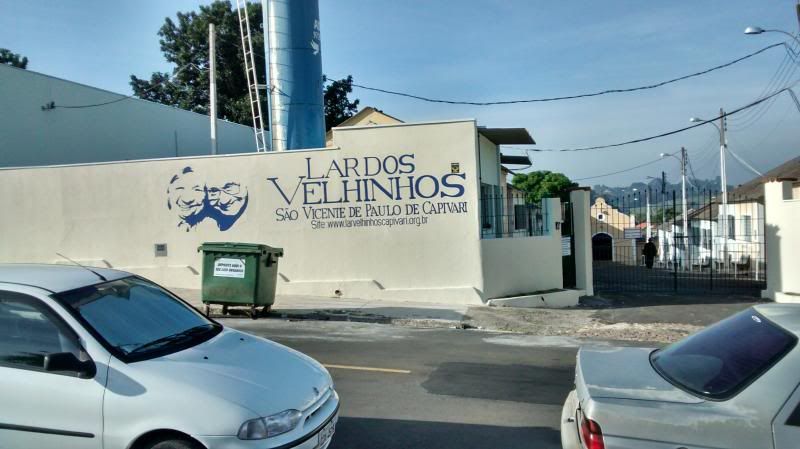 LAR DOS
VELHINHOS
SÃO VICENTE DE PAULO DE CAPIVARI
Site: www.larvelhinhoscapivari.org.br